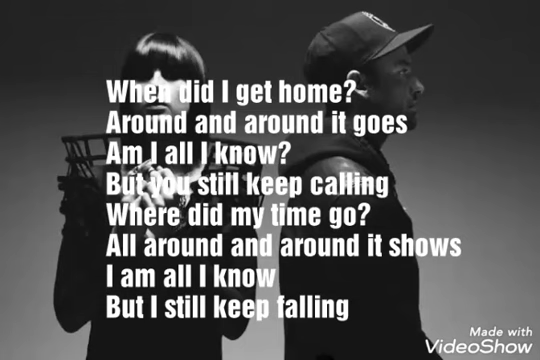 When did I get home?
Around and around it goes
Am I all I know?
But you still keep calling
Where did my time go?
All around and around it shows
I am all I know
But I still keep falling
Made with
VideoShow